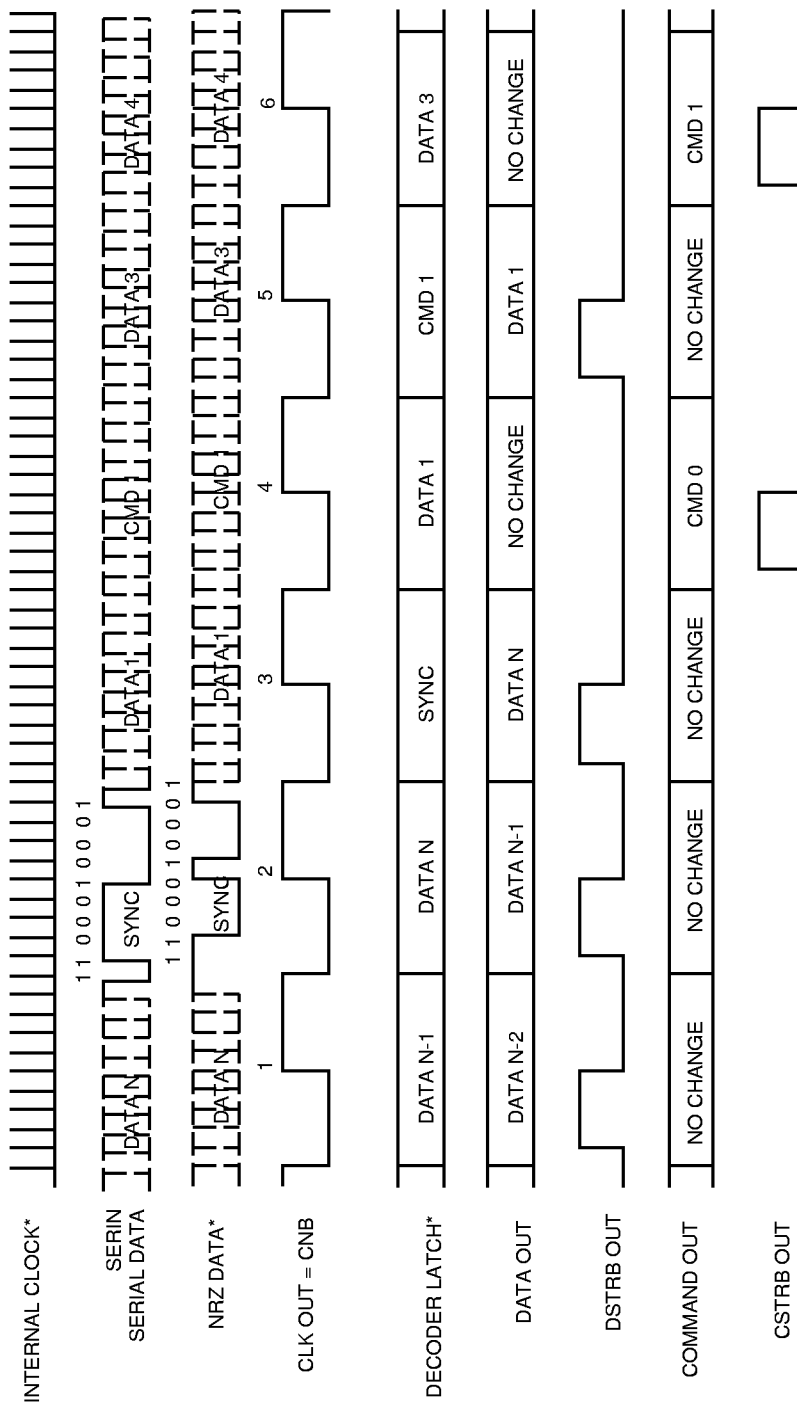 INTERNAL CLOCK*
SERIN
SERIAL DATA
DATA N
1 1 0 0 0 1 0 0 0 1
SYNC
DATA 1
CMD 1
DATA 3
DATA 4
NRZ DATA*
DATA N
1 1 0 0 0 1 0 0 0 1
SYNC
DATA 1
CMD 1
DATA 3
DATA 4
CLK OUT = CNB
1 2 3 4 5 6
DECODER LATCH*
DATA N-1
DATA N
SYNC
DATA 1
CMD 1
DATA 3
DATA OUT
DATA N-2
DATA N-1
DATA N
NO CHANGE
DATA 1
NO CHANGE
DSTRB OUT
COMMAND OUT
NO CHANGE
NO CHANGE
NO CHANGE
CMD 0
NO CHANGE
CMD 1
CSTRB OUT